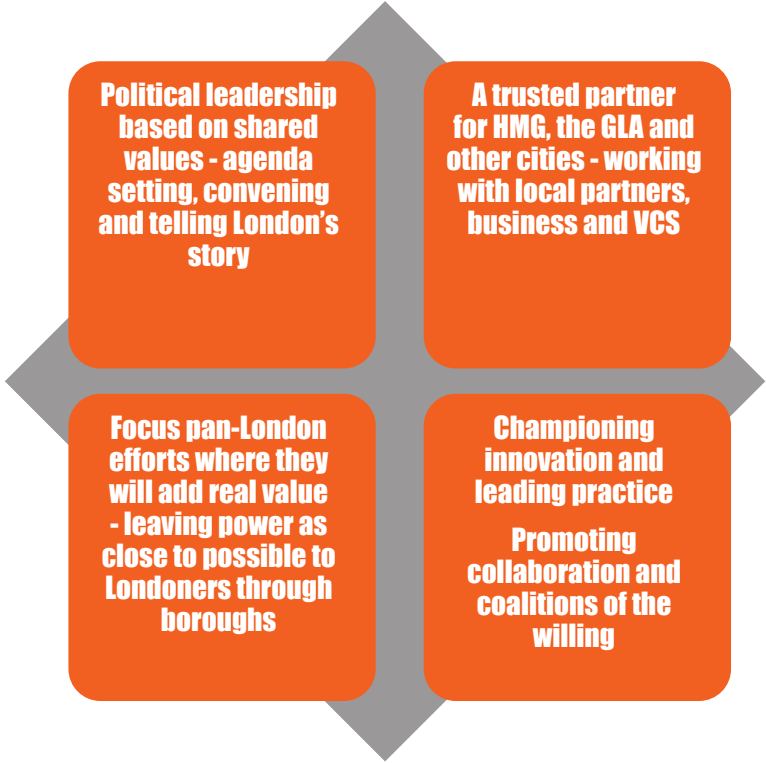 Political leadership
based on shared
values - agenda
setting, convening
and telling London’s
story
A trusted partner
for HMG, the GLA and
other cities - working
with local partners,
business and VCS
Focus pan-London
efforts where they
will add real value
- leaving power as
close to possible to
Londoners through
boroughs
Championing
innovation and
leading practice
Promoting
collaboration and
coalitions of the
willing